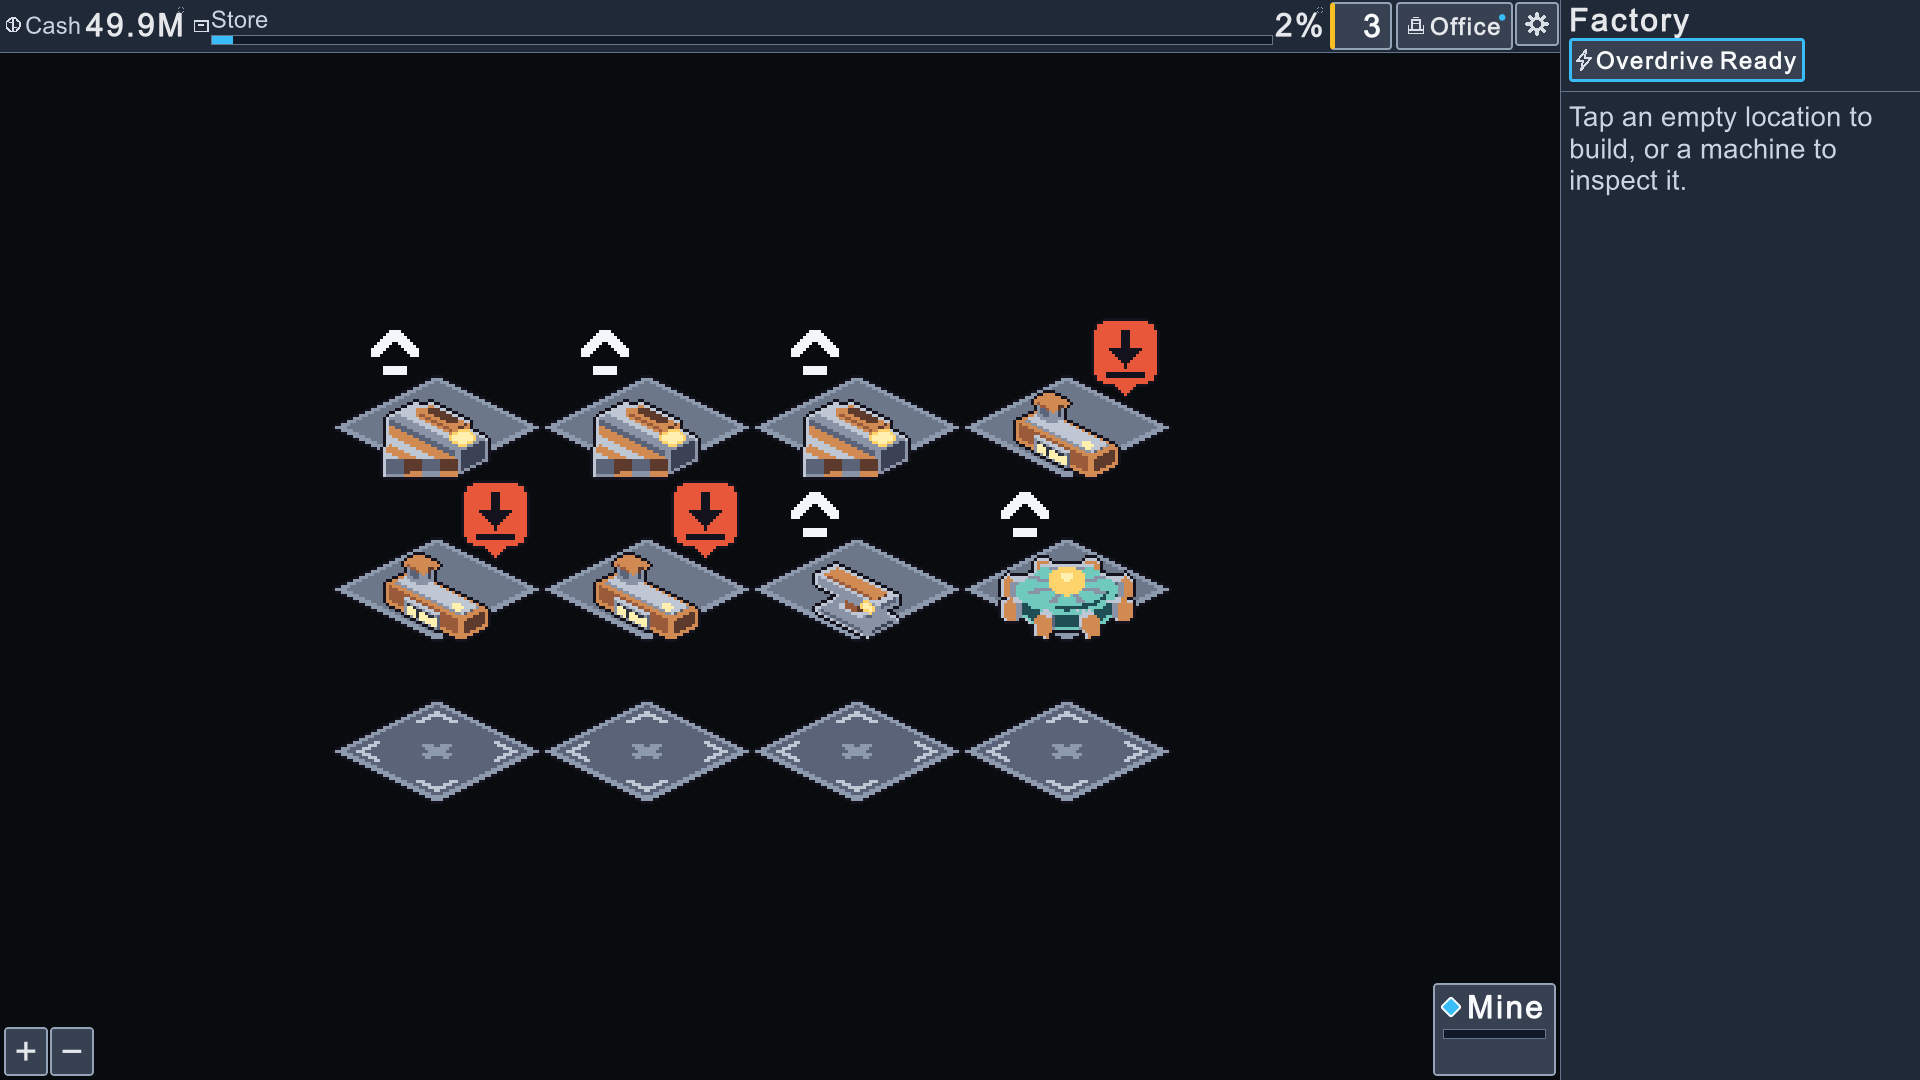 Cash 49.9M
Store
2%
3
Office
Factory
Overdrive Ready
Tap an empty location to
build, or a machine to
inspect it.
Mine
+ −